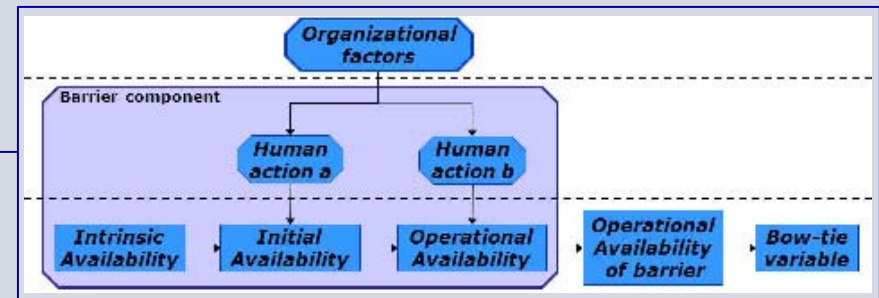 Organizational
factors
Barrier component
Human
action a
Human
action b
Intrinsic
Availability
Initial
Availability
Operational
Availability
Operational
Availability
of barrier
Bow-tie
variable